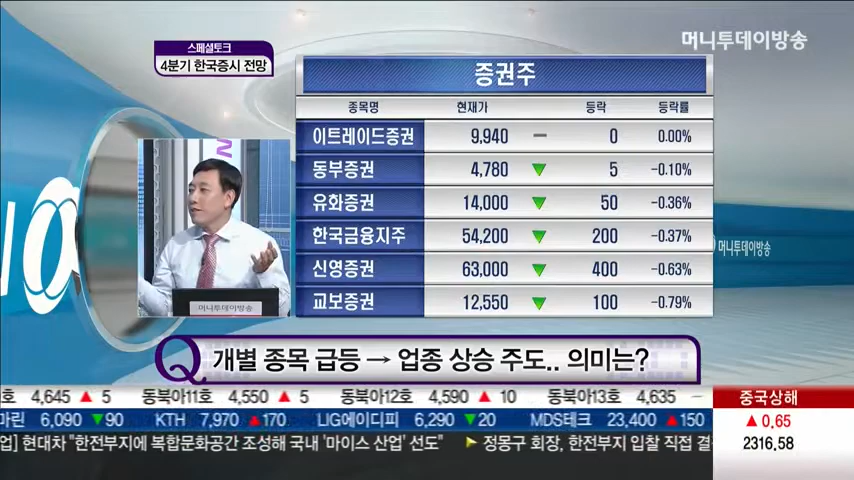 스페셜토크
4분기 한국증시 전망
머니투데이방송
증권주
종목명 현재가 등락 등락률
이트레이드증권 9,940 – 0 0.00%
동부증권 4,780 ▼ 5 -0.10%
유화증권 14,000 ▼ 50 -0.36%
한국금융지주 54,200 ▼ 200 -0.37%
신영증권 63,000 ▼ 400 -0.63%
교보증권 12,550 ▼ 100 -0.79%
머니투데이방송
머니투데이방송
Q 개별 종목 급등 → 업종 상승 주도.. 의미는?
호 4,645 ▲ 5 동북아11호 4,550 ▲ 5 동북아12호 4,590 ▲ 10 동북아13호 4,635 –
마린 6,090 ▼90 KTH 7,970 ▲170 LIG에이디피 6,290 ▼20 MDS테크 23,400 ▲150
업] 현대차 "한전부지에 복합문화공간 조성해 국내 '마이스 산업' 선도" ▶ 정몽구 회장, 한전부지 입찰 직접 결
중국상해
▲ 0.65
2316.58